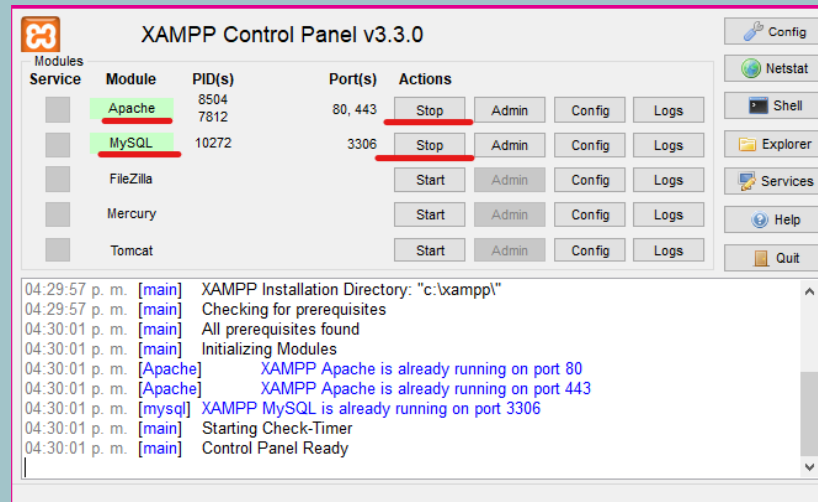 XAMPP Control Panel v3.3.0
Config
Modules
Service Module PID(s) Port(s) Actions
Netstat
Apache 8504 7812 80, 443 Stop Admin Config Logs
Shell
MySQL 10272 3306 Stop Admin Config Logs
Explorer
FileZilla Start Admin Config Logs
Services
Mercury Start Admin Config Logs
Help
Tomcat Start Admin Config Logs
Quit
04:29:57 p. m. [main] XAMPP Installation Directory: "c:\xampp\"
04:29:57 p. m. [main] Checking for prerequisites
04:30:01 p. m. [main] All prerequisites found
04:30:01 p. m. [main] Initializing Modules
04:30:01 p. m. [Apache] XAMPP Apache is already running on port 80
04:30:01 p. m. [Apache] XAMPP Apache is already running on port 443
04:30:01 p. m. [mysql] XAMPP MySQL is already running on port 3306
04:30:01 p. m. [main] Starting Check-Timer
04:30:01 p. m. [main] Control Panel Ready